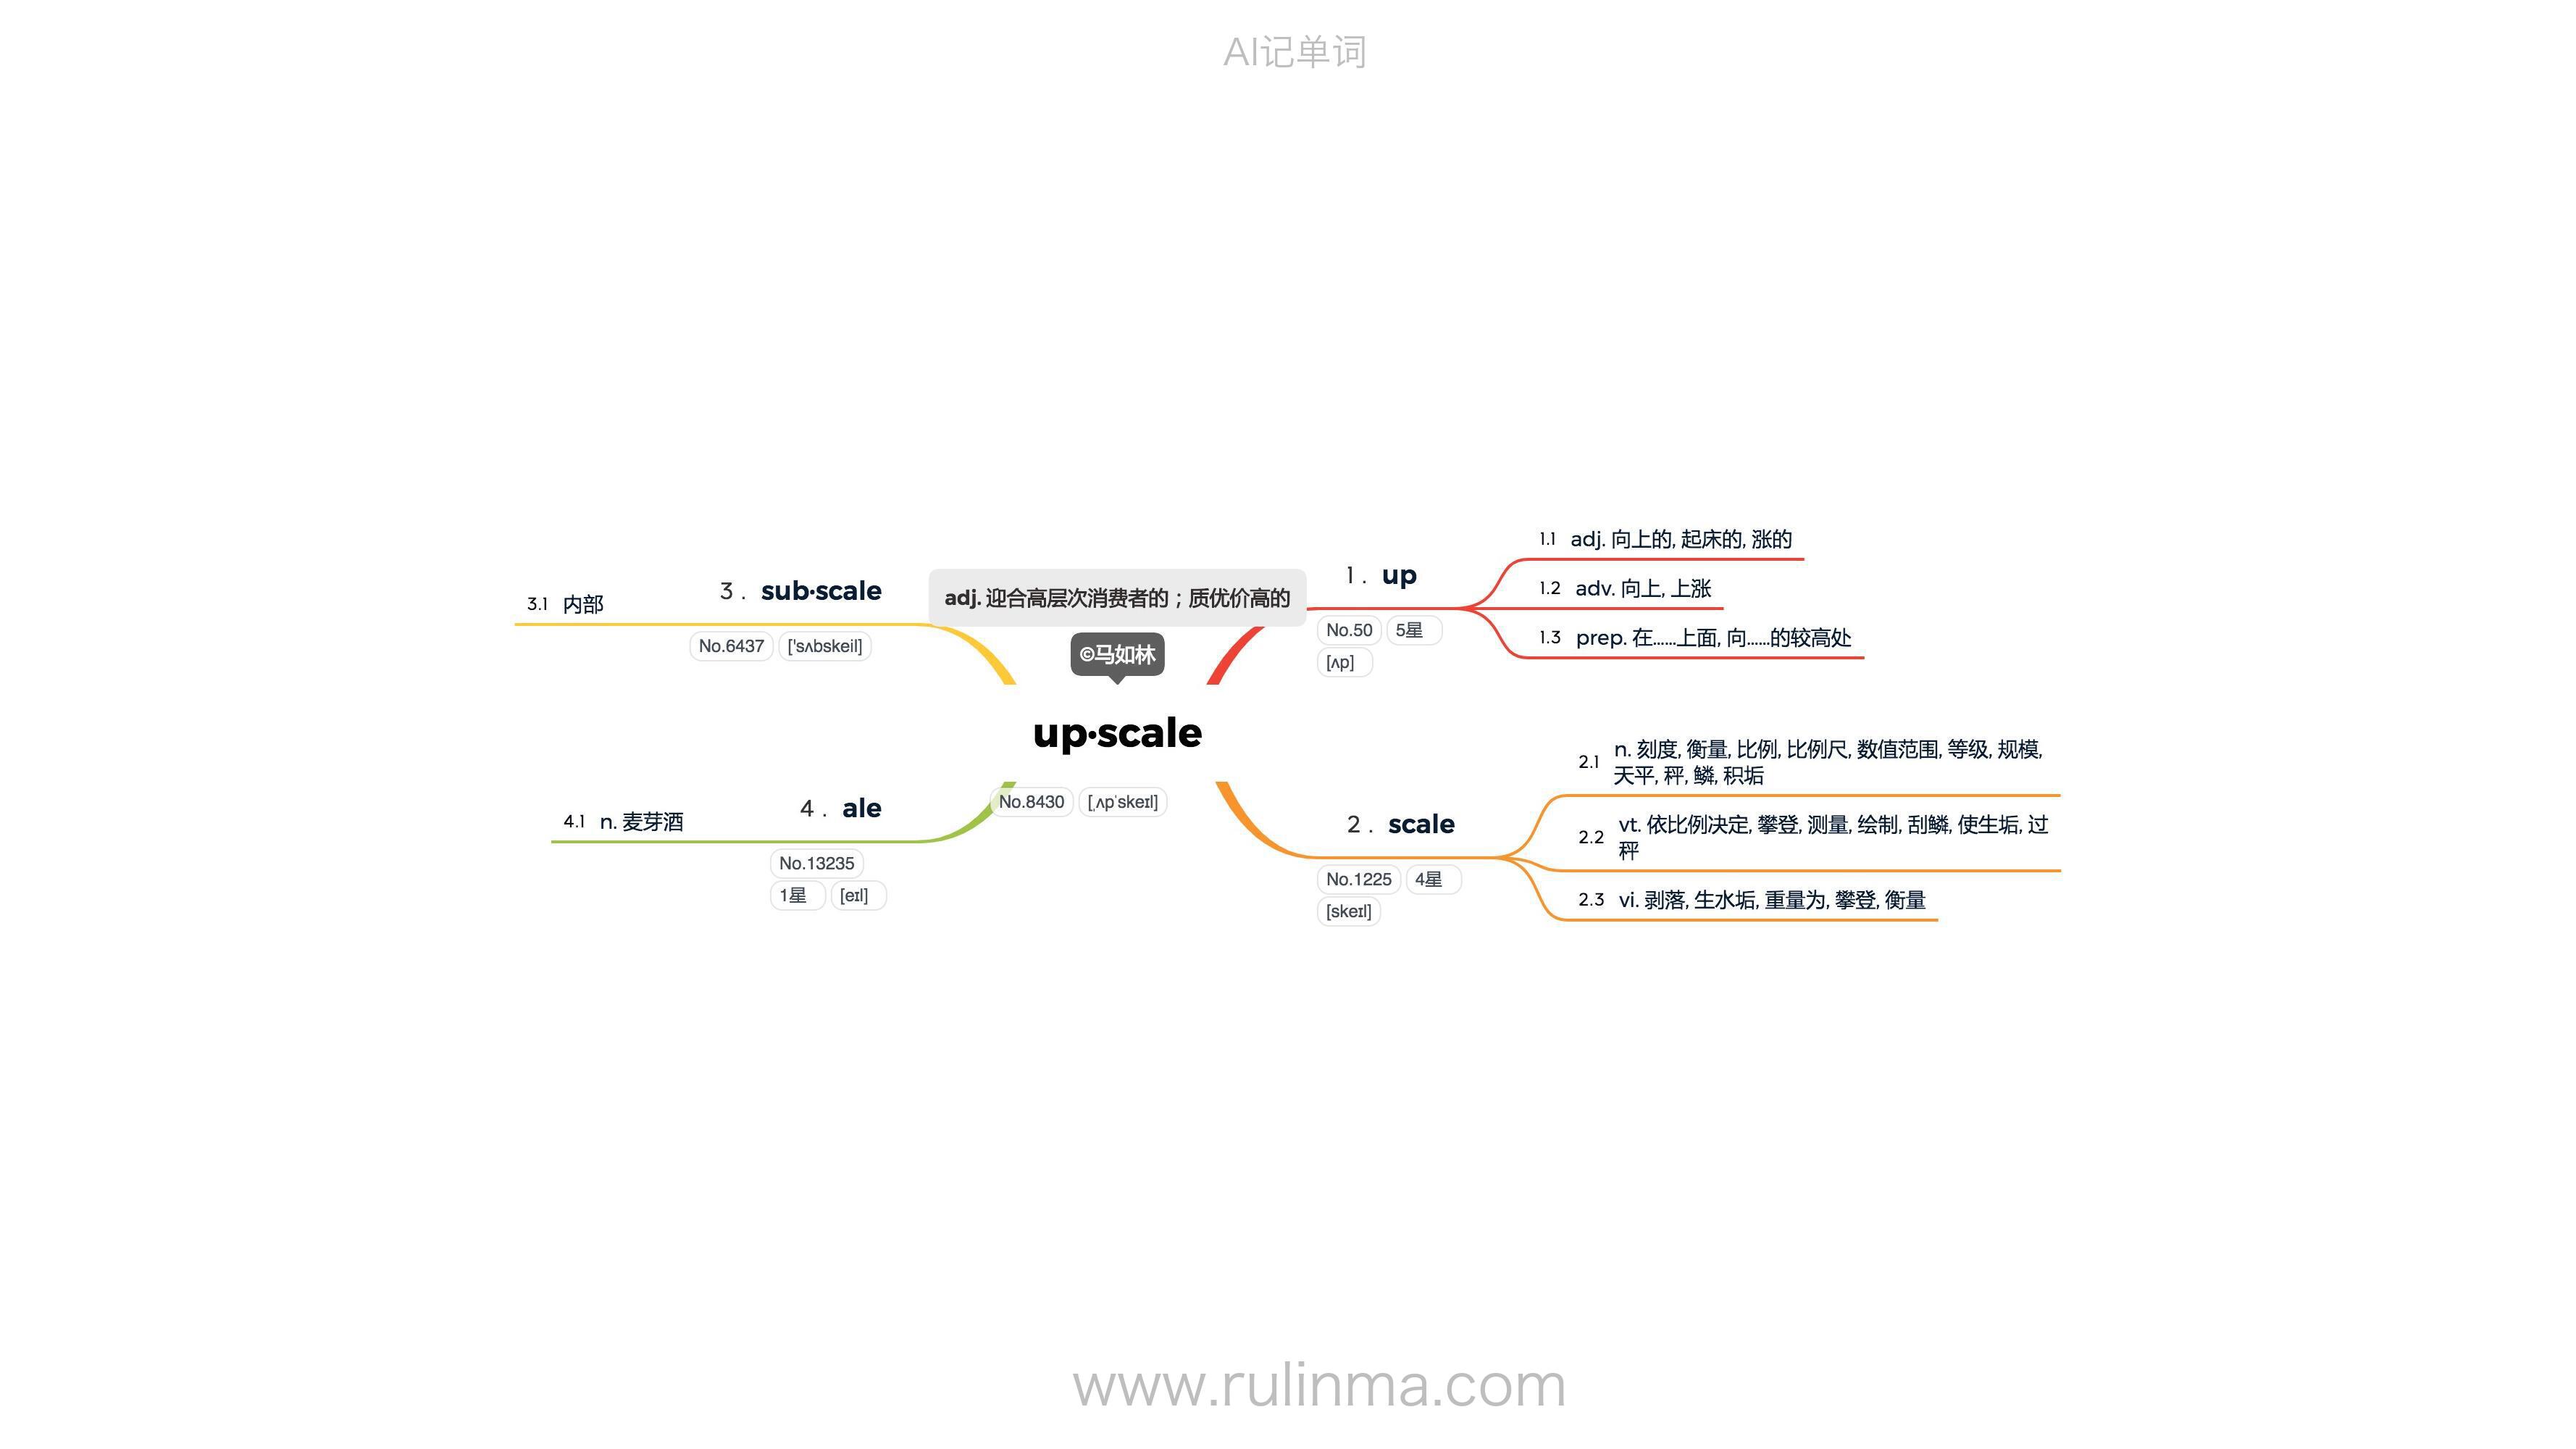 AI记单词
adj. 迎合高层次消费者的；质优价高的
©马如林
up·scale
No.8430 [ˌʌpˈskeɪl]
1. up
No.50 5星
[ʌp]
1.1 adj. 向上的, 起床的, 涨的
1.2 adv. 向上, 上涨
1.3 prep. 在……上面, 向……的较高处
2. scale
No.1225 4星
[skeɪl]
2.1 n. 刻度, 衡量, 比例, 比例尺, 数值范围, 等级, 规模,
天平, 秤, 鳞, 积垢
2.2 vt. 依比例决定, 攀登, 测量, 绘制, 刮鳞, 使生垢, 过
秤
2.3 vi. 剥落, 生水垢, 重量为, 攀登, 衡量
3. sub·scale
No.6437 ['sʌbskeil]
3.1 内部
4. ale
No.13235
1星 [eɪl]
4.1 n. 麦芽酒
www.rulinma.com